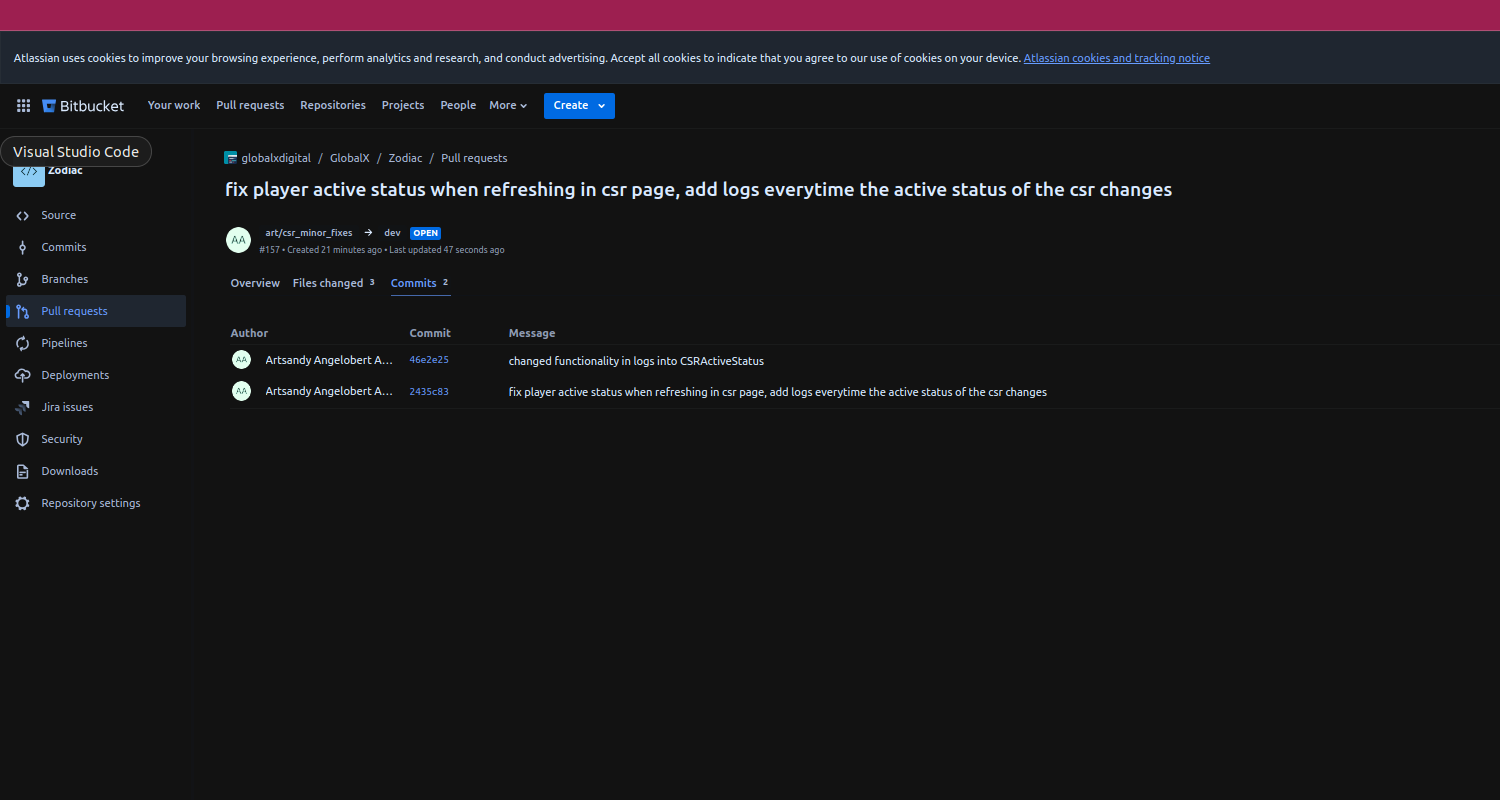 Atlassian uses cookies to improve your browsing experience, perform analytics and research, and conduct advertising. Accept all cookies to indicate that you agree to our use of cookies on your device. Atlassian cookies and tracking notice
Bitbucket Your work Pull requests Repositories Projects People More Create
Visual Studio Code
Zodiac
Source
Commits
Branches
Pull requests
Pipelines
Deployments
Jira issues
Security
Downloads
Repository settings
globalxdigital / GlobalX / Zodiac / Pull requests
fix player active status when refreshing in csr page, add logs everytime the active status of the csr changes
AA art/csr_minor_fixes → dev OPEN
#157 • Created 21 minutes ago • Last updated 47 seconds ago
Overview Files changed 3 Commits 2
Author Commit Message
AA Artsandy Angelobert A... 46e2e25 changed functionality in logs into CSRActiveStatus
AA Artsandy Angelobert A... 2435c83 fix player active status when refreshing in csr page, add logs everytime the active status of the csr changes